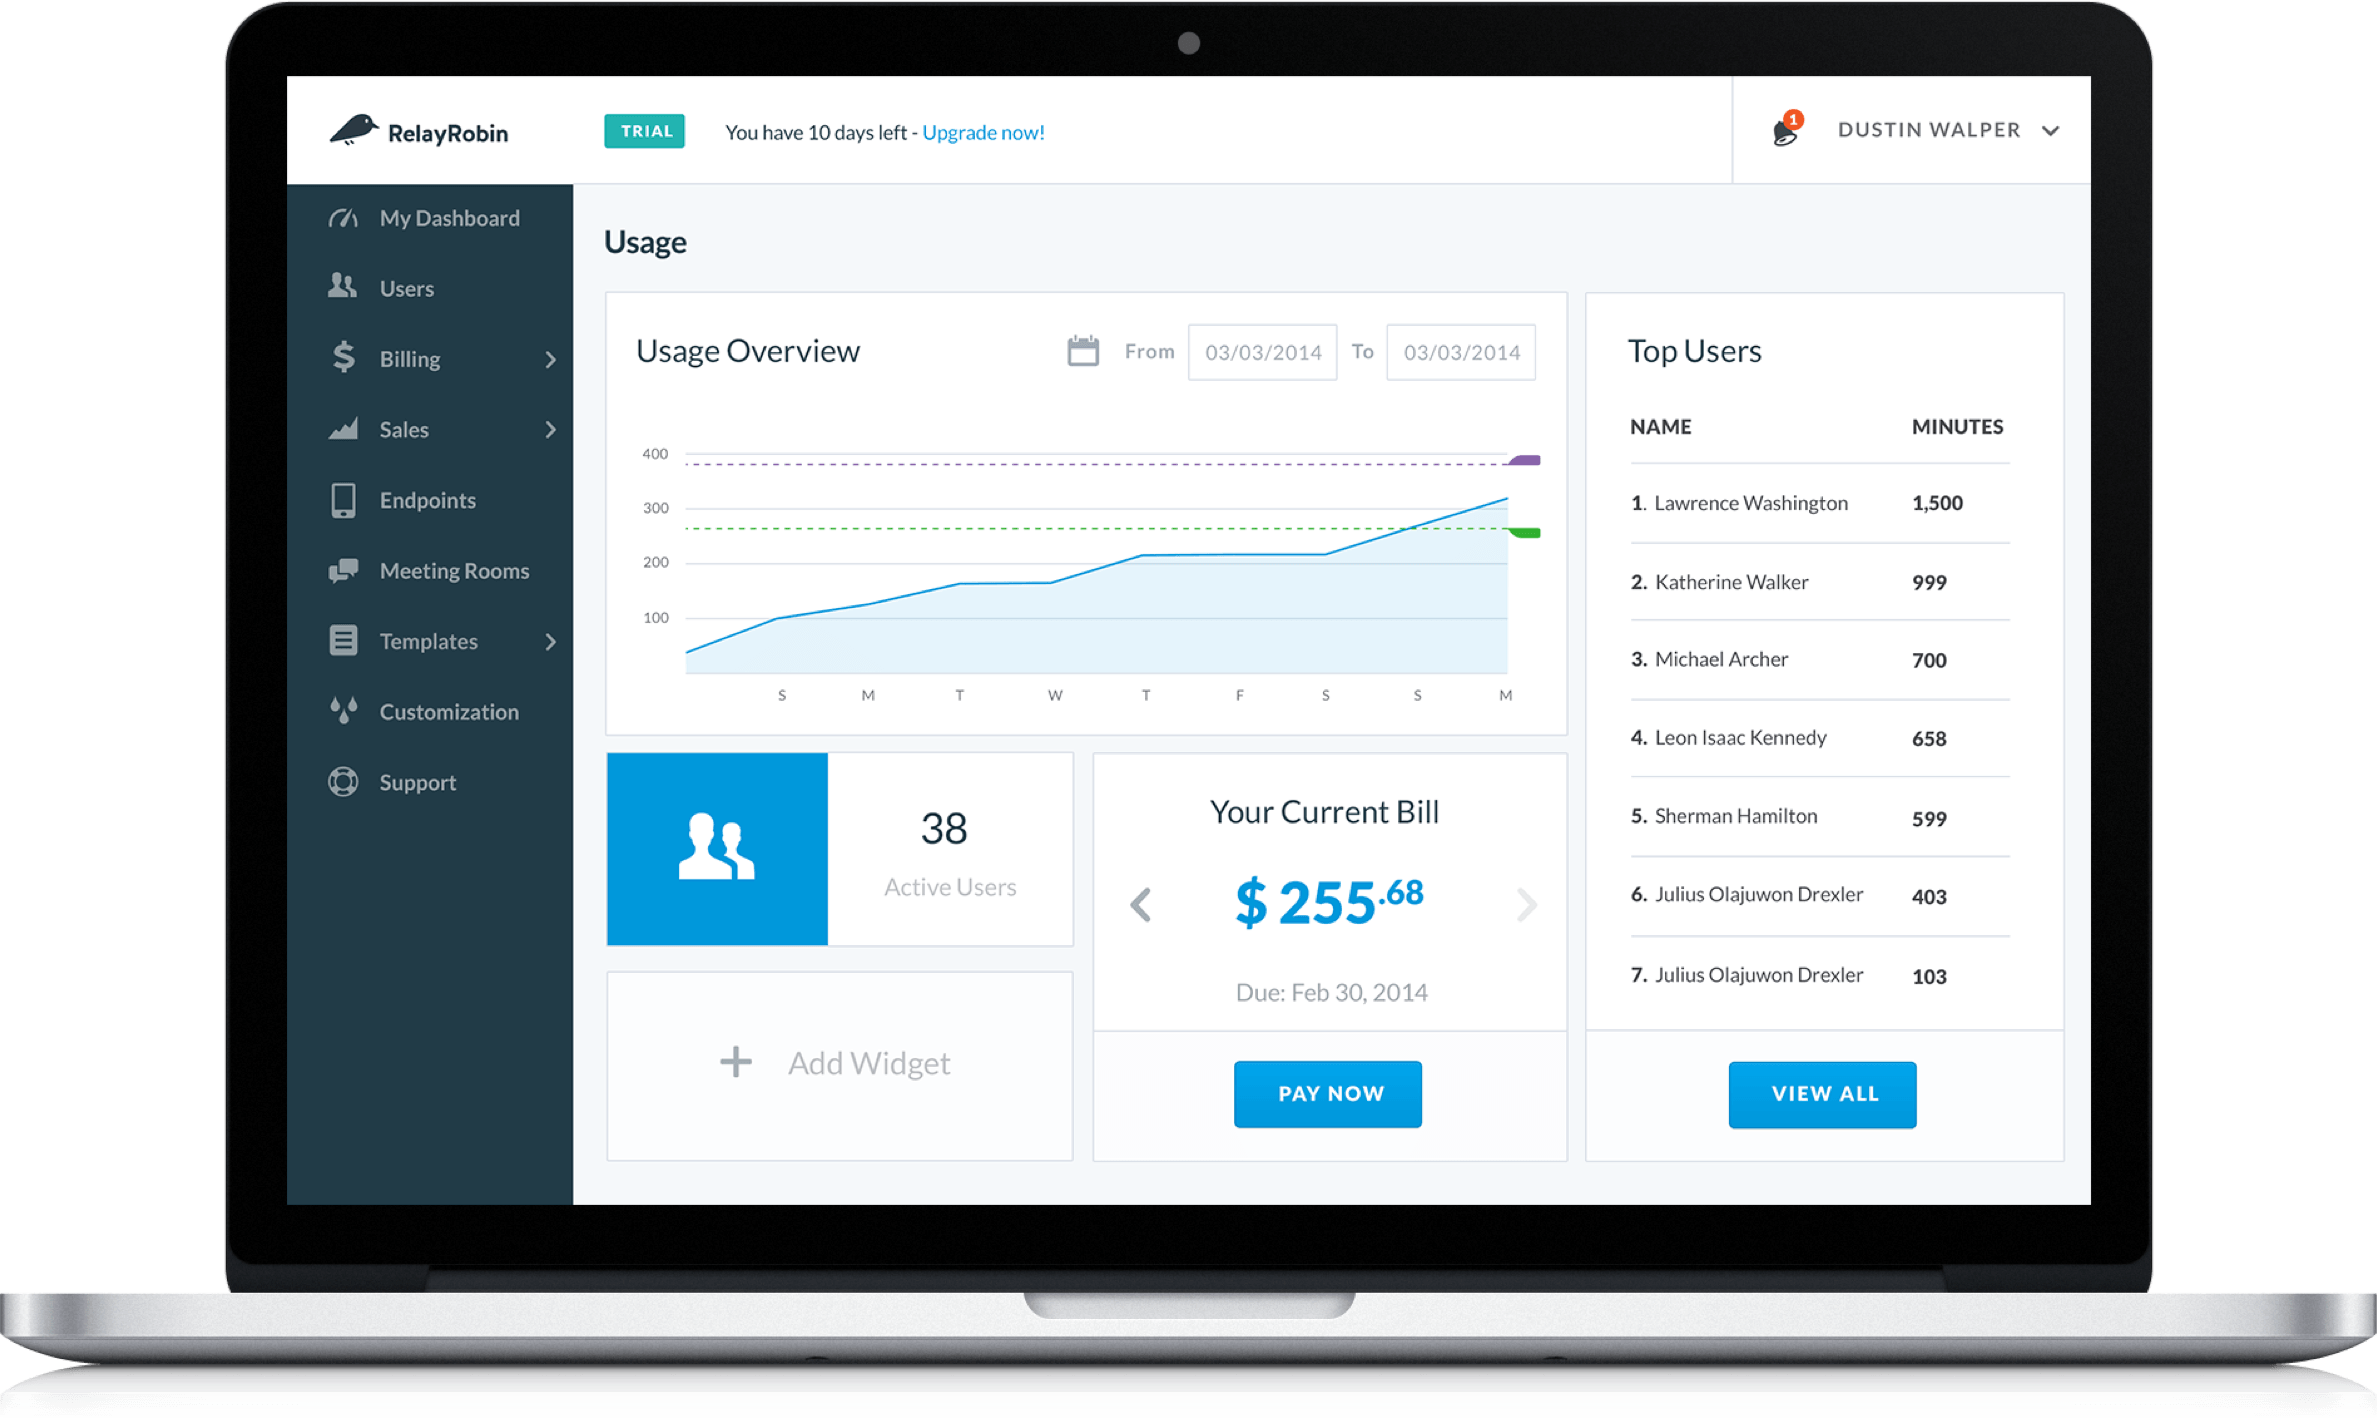 RelayRobin
TRIAL
You have 10 days left - Upgrade now!
1
DUSTIN WALPER
My Dashboard
Users
Billing
Sales
Endpoints
Meeting Rooms
Templates
Customization
Support
Usage
Usage Overview
From 03/03/2014 To 03/03/2014
400
300
200
100
S M T W T F S S M
38
Active Users
Add Widget
Your Current Bill
$ 255.68
Due: Feb 30, 2014
PAY NOW
Top Users
NAME MINUTES
1. Lawrence Washington 1,500
2. Katherine Walker 999
3. Michael Archer 700
4. Leon Isaac Kennedy 658
5. Sherman Hamilton 599
6. Julius Olajuwon Drexler 403
7. Julius Olajuwon Drexler 103
VIEW ALL